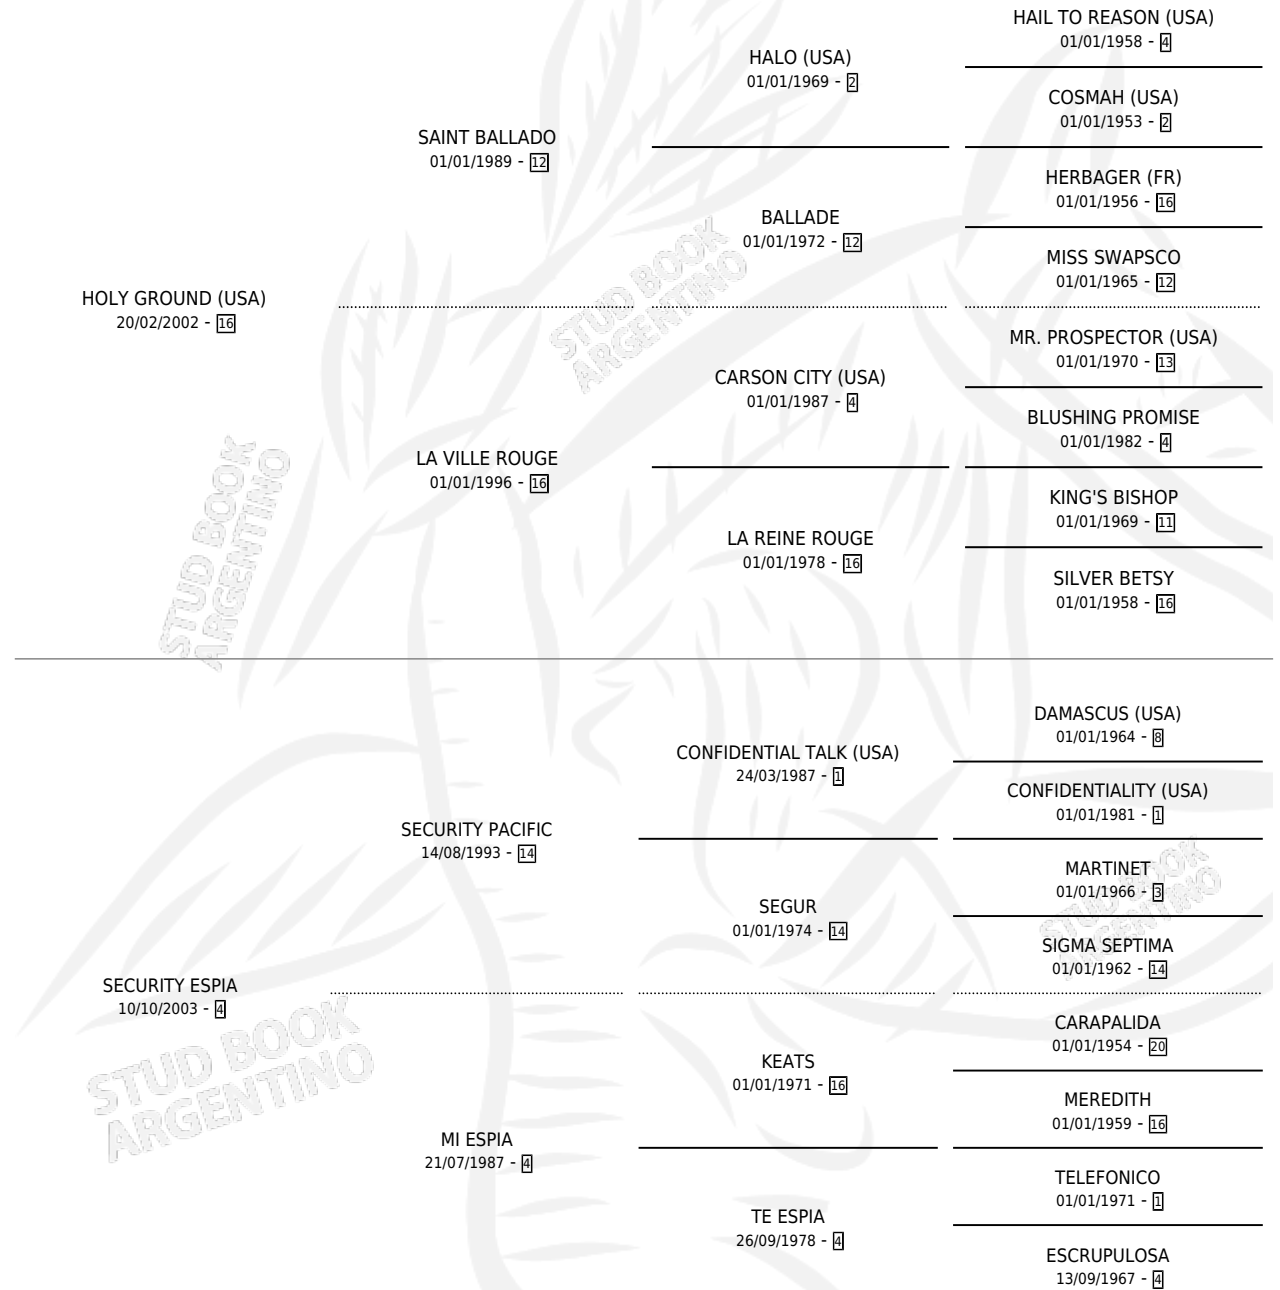 HAIL TO REASON (USA)
01/01/1958 - 4
HALO (USA)
01/01/1969 - 2
COSMAH (USA)
01/01/1953 - 2
SAINT BALLADO
01/01/1989 - 12
HERBAGER (FR)
01/01/1956 - 16
BALLADE
01/01/1972 - 12
MISS SWAPSCO
01/01/1965 - 12
HOLY GROUND (USA)
20/02/2002 - 16
STUD BOOK
ARGENTINO
MR. PROSPECTOR (USA)
01/01/1970 - 13
CARSON CITY (USA)
01/01/1987 - 4
BLUSHING PROMISE
01/01/1982 - 4
LA VILLE ROUGE
01/01/1996 - 16
KING'S BISHOP
01/01/1969 - 11
LA REINE ROUGE
01/01/1978 - 16
SILVER BETSY
01/01/1958 - 16
STUD BOOK
ARGENTINO
DAMASCUS (USA)
01/01/1964 - 8
CONFIDENTIAL TALK (USA)
24/03/1987 - 1
CONFIDENTIALITY (USA)
01/01/1981 - 1
SECURITY PACIFIC
14/08/1993 - 14
MARTINET
01/01/1966 - 3
SEGUR
01/01/1974 - 14
STUD BOOK
ARGENTINO
SIGMA SEPTIMA
01/01/1962 - 14
SECURITY ESPIA
10/10/2003 - 4
CARAPALIDA
01/01/1954 - 20
KEATS
01/01/1971 - 16
STUD BOOK
ARGENTINO
MEREDITH
01/01/1959 - 16
MI ESPIA
21/07/1987 - 4
TELEFONICO
01/01/1971 - 1
TE ESPIA
26/09/1978 - 4
ESCRUPULOSA
13/09/1967 - 4